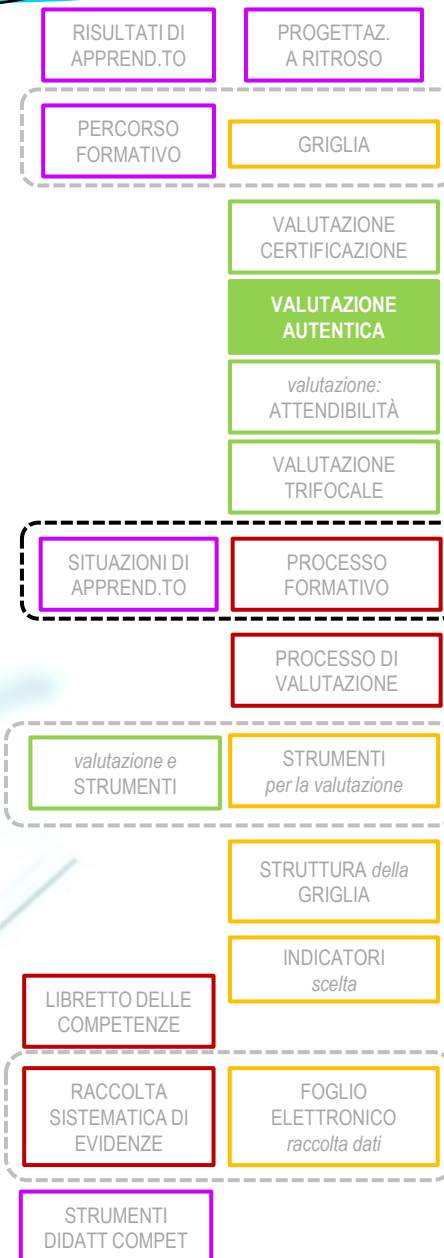 RISULTATI DI
APPREND.TO
PROGETTAZ.
A RITROSO
PERCORSO
FORMATIVO
GRIGLIA
VALUTAZIONE
CERTIFICAZIONE
VALUTAZIONE
AUTENTICA
valutazione:
ATTENDIBILITÀ
VALUTAZIONE
TRIFOCALE
SITUAZIONI DI
APPREND.TO
PROCESSO
FORMATIVO
PROCESSO DI
VALUTAZIONE
valutazione e
STRUMENTI
STRUMENTI
per la valutazione
STRUTTURA della
GRIGLIA
INDICATORI
scelta
LIBRETTO DELLE
COMPETENZE
RACCOLTA
SISTEMATICA DI
EVIDENZE
FOGLIO
ELETTRONICO
raccolta dati
STRUMENTI
DIDATT COMPET